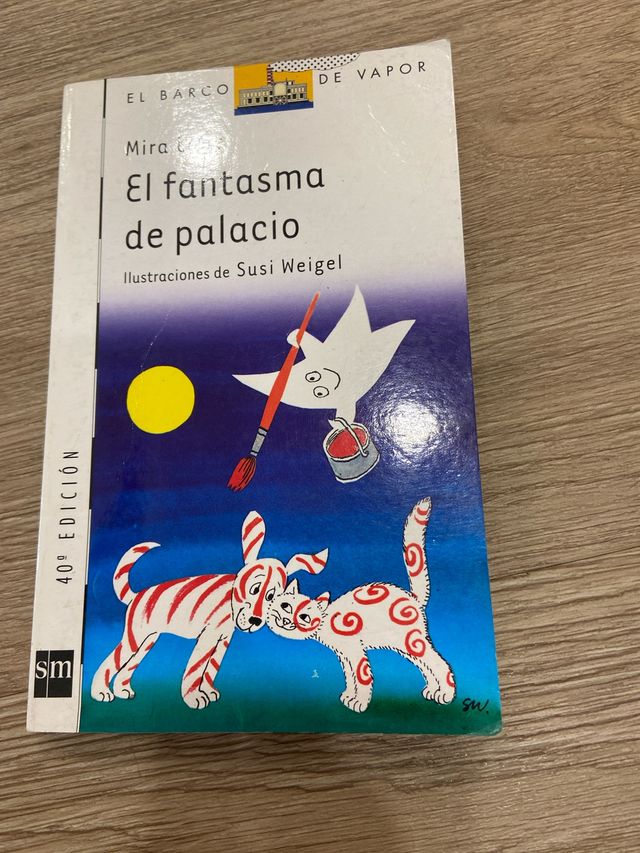 EL BARCO DE VAPOR
Mira
El fantasma
de palacio
Ilustraciones de Susi Weigel
40ª EDICIÓN
sm
SW.